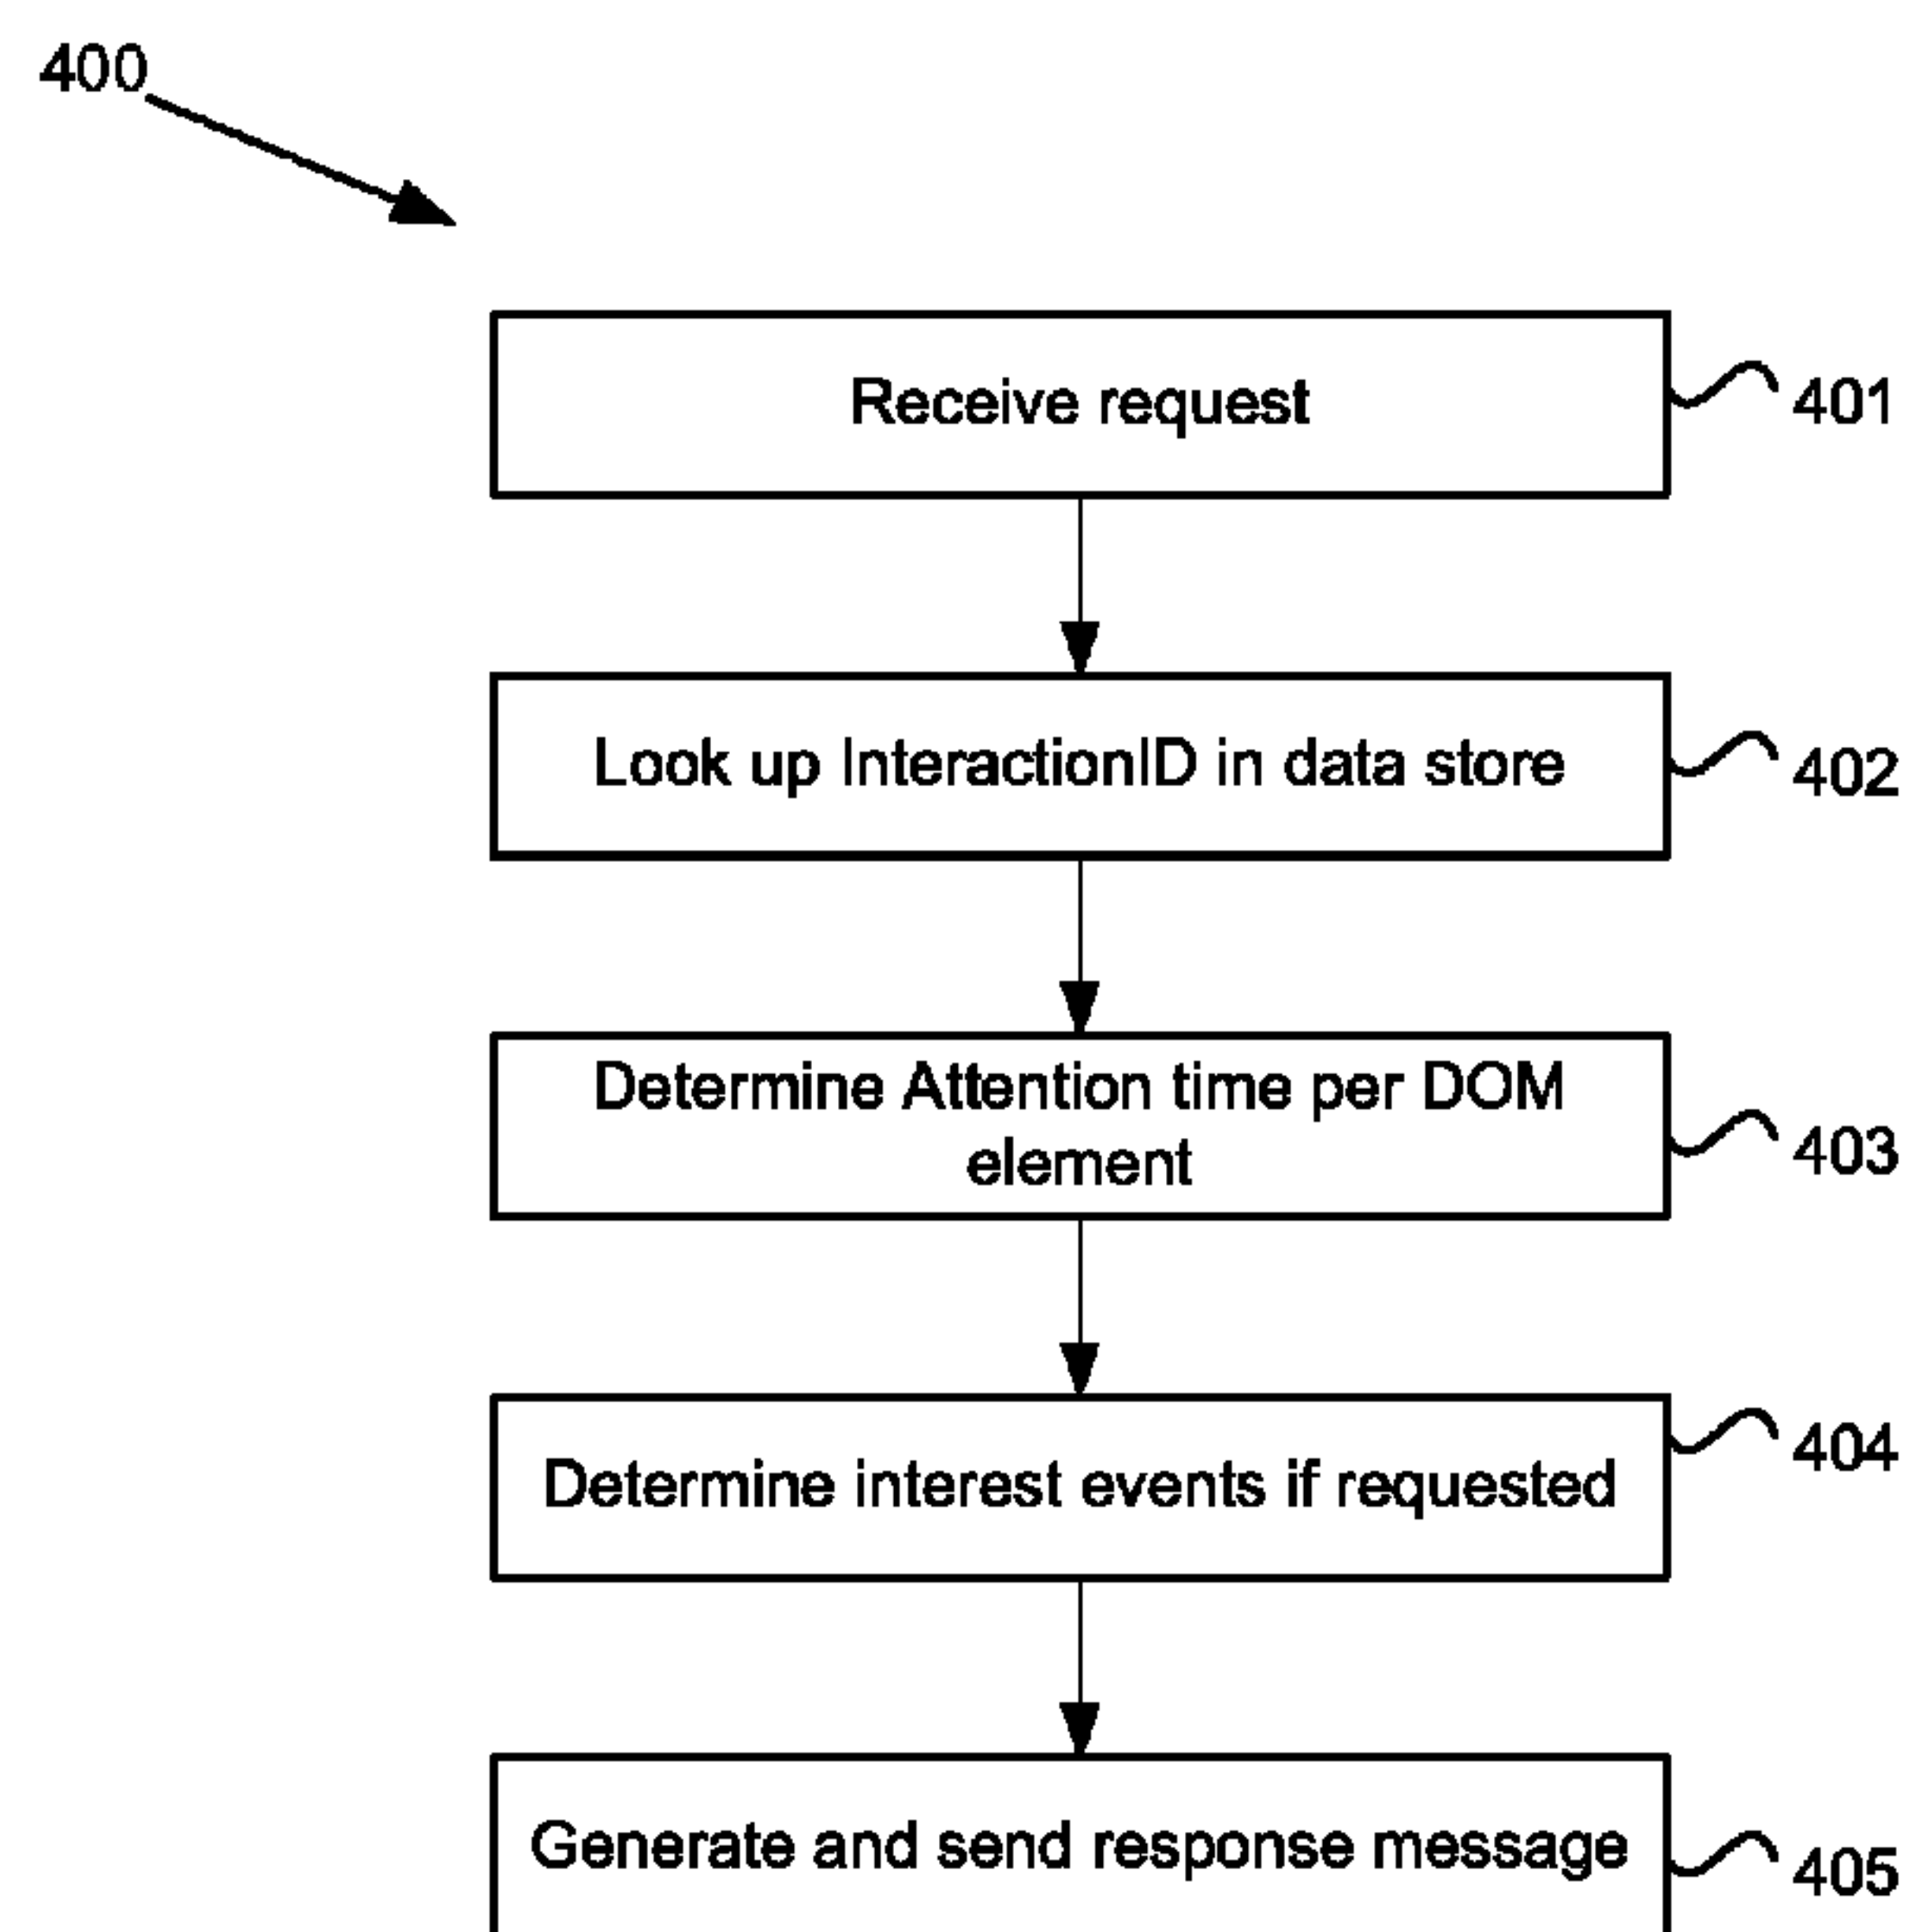 400
Receive request
401
Look up InteractionID in data store
402
Determine Attention time per DOM
element
403
Determine interest events if requested
404
Generate and send response message
405